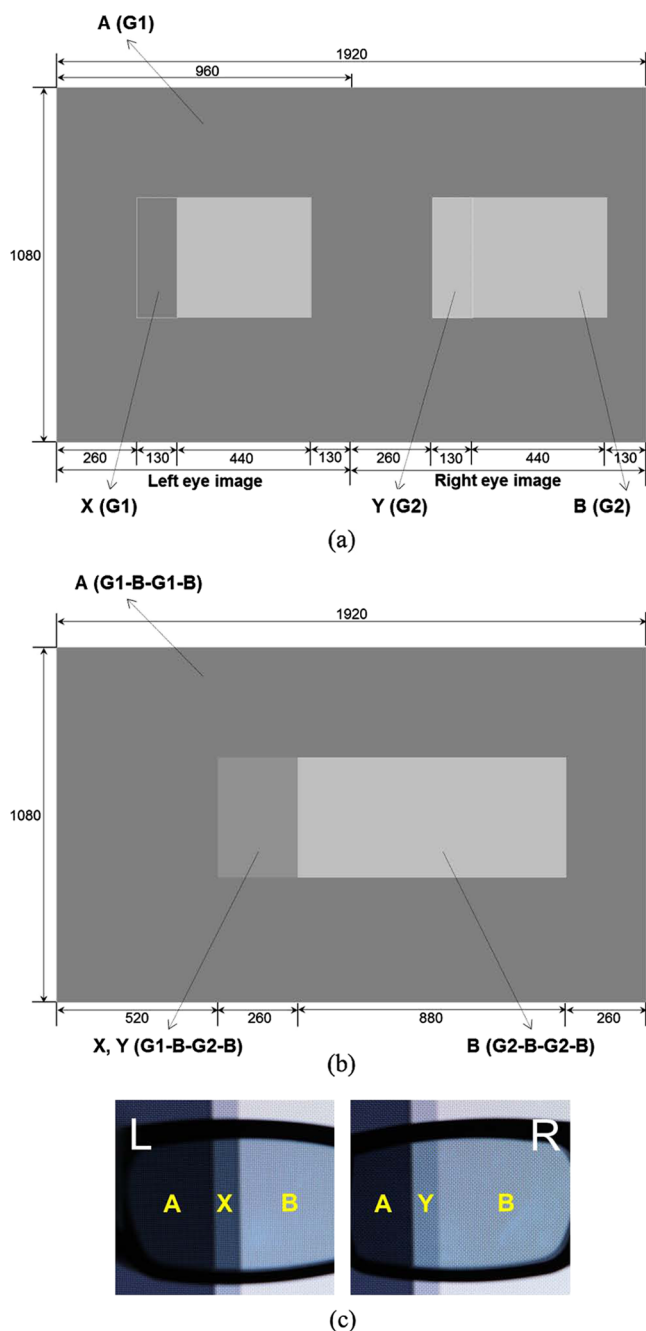 A (G1)
1920
960
1080
260 130 440 130 260 130 440 130
Left eye image Right eye image
X (G1) Y (G2) B (G2)
(a)
A (G1-B-G1-B)
1920
1080
520 260 880 260
X, Y (G1-B-G2-B) B (G2-B-G2-B)
(b)
L R
A X B A Y B
(c)